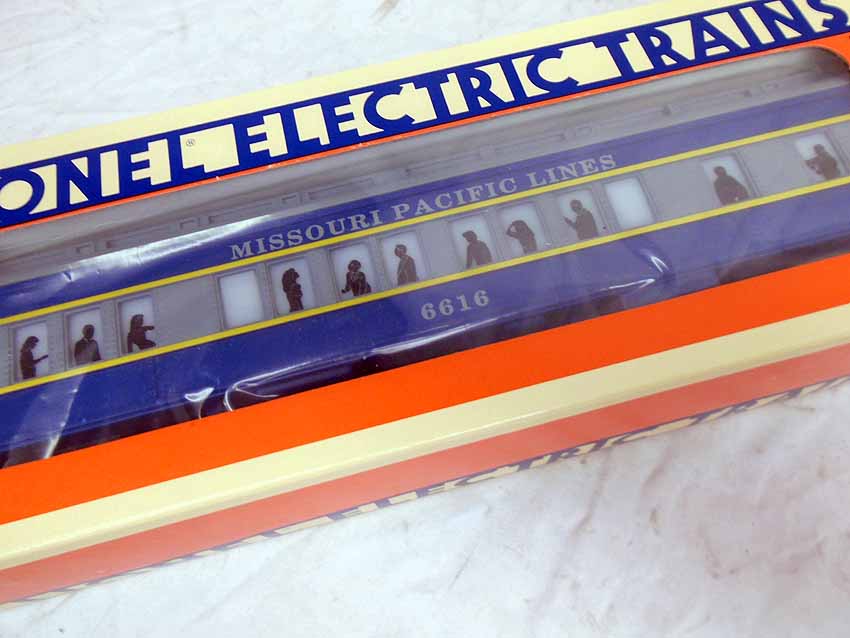 ONEL® ELECTRIC TRAINS
MISSOURI PACIFIC LINES
6616